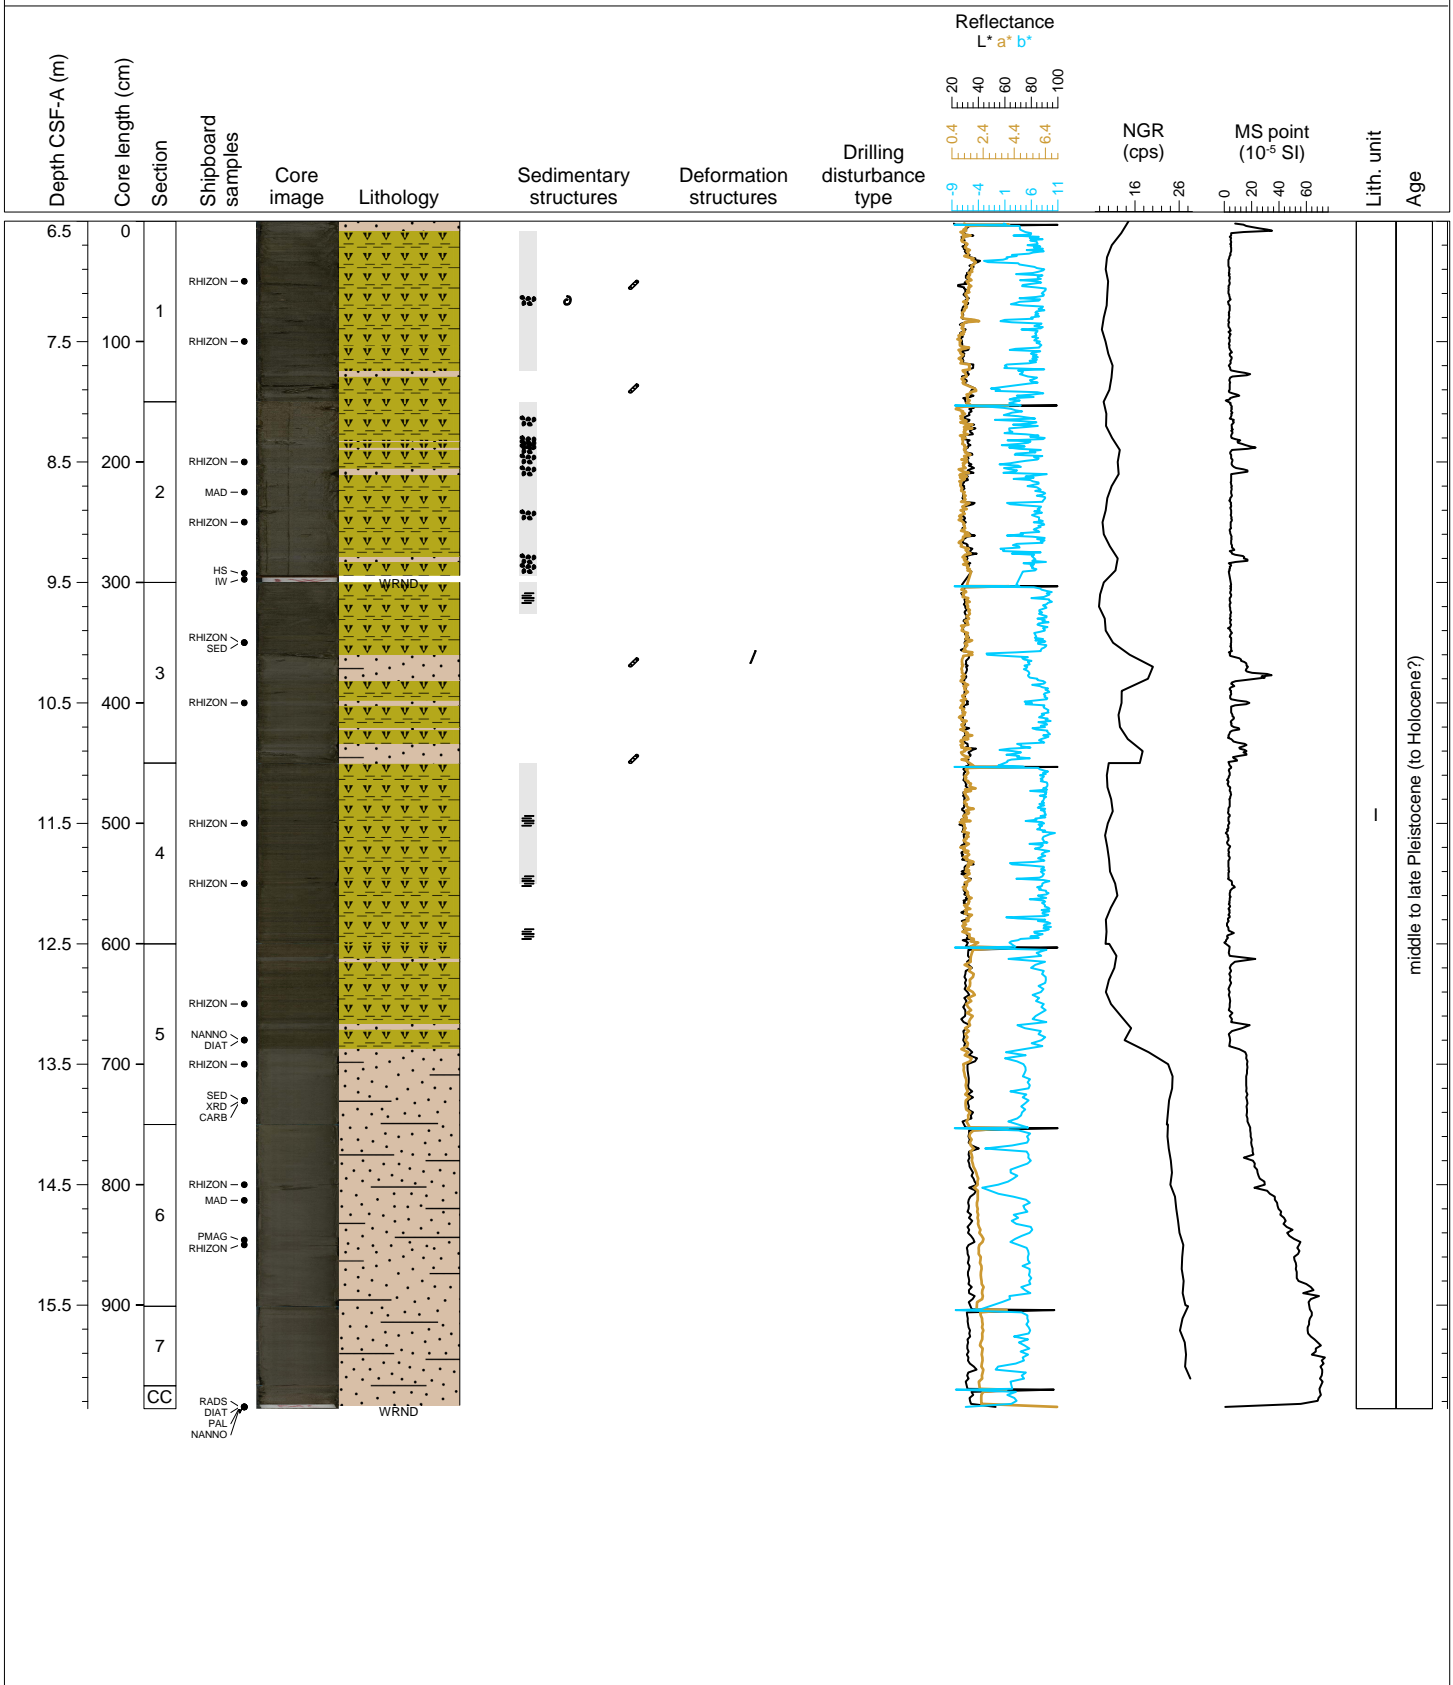 Depth CSF-A (m)
Core length (cm)
Section
Shipboard
samples
Core
image
Lithology
Sedimentary
structures
Deformation
structures
Drilling
disturbance
type
Reflectance
L* a* b*
20 40 60 80 100
0.4 2.4 4.4 6.4
-9 -4 1 6 11
NGR
(cps)
16 26
MS point
(10-5 SI)
0 20 40 60
Lith. unit
Age
6.5 0
RHIZON
1
7.5 100
RHIZON
8.5 200
RHIZON
2
MAD
RHIZON
HS
9.5 300
IW
WRND
RHIZON
SED
3
10.5 400
RHIZON
I
middle to late Pleistocene (to Holocene?)
11.5 500
RHIZON
4
RHIZON
12.5 600
RHIZON
5
NANNO
DIAT
13.5 700
RHIZON
SED
XRD
CARB
14.5 800
RHIZON
MAD
6
PMAG
RHIZON
15.5 900
7
CC
RADS
DIAT
WRND
PAL
NANNO